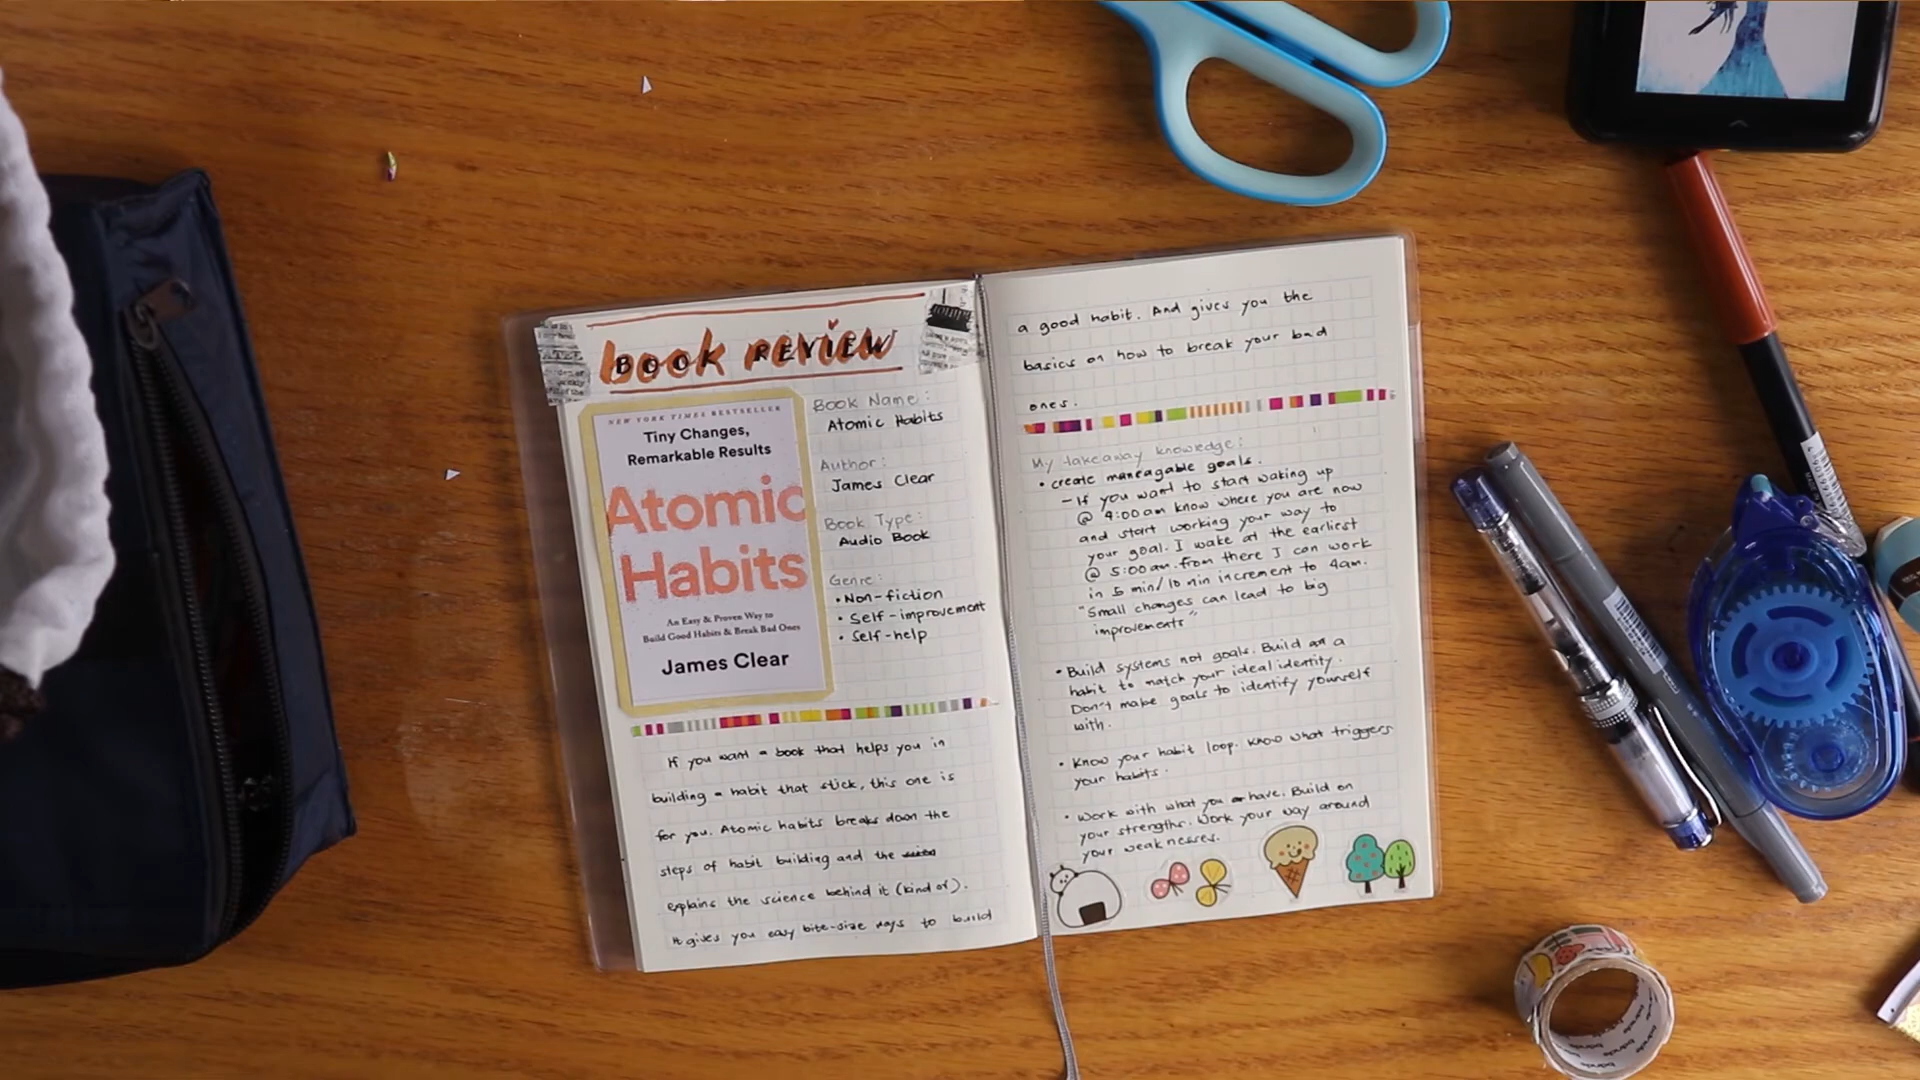 book review
BOOK REVIEW
NEW YORK TIMES BESTSELLER
Tiny Changes,
Remarkable Results
Atomic
Habits
An Easy & Proven Way to
Build Good Habits & Break Bad Ones
James Clear
Book Name:
Atomic Habits
Author:
James Clear
Book Type:
Audio Book
Genre:
• Non-fiction
• Self-improvement
• Self-help
If you want a book that helps you in
building a habit that stick, this one is
for you. Atomic habits breaks down the
steps of habit building and the
explains the science behind it (kind of).
It gives you easy bite-size ways to build
a good habit. And gives you the
basics on how to break your bad
ones.
My takeaway knowledge:
• create maneagable goals.
- If you want to start waking up
@ 4:00am know where you are now
and start working your way to
your goal. I wake at the earliest
@ 5:00am. from there I can work
in 5 min/10 min increment to 4am.
"Small changes can lead to big
improvements"
• Build systems not goals. Build a
habit to match your ideal identity.
Don't make goals to identify yourself
with.
• Know your habit loop. Know what triggers
your habits.
• Work with what you have. Build on
your strengths. Work your way around
your weaknesses.